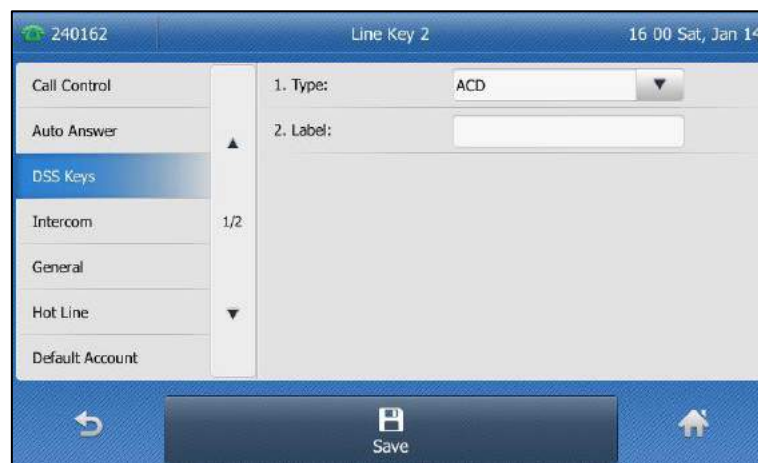 240162 Line Key 2 16 00 Sat, Jan 14
Call Control
1. Type: ACD
Auto Answer
2. Label:
DSS Keys
Intercom
1/2
General
Hot Line
Default Account
Save